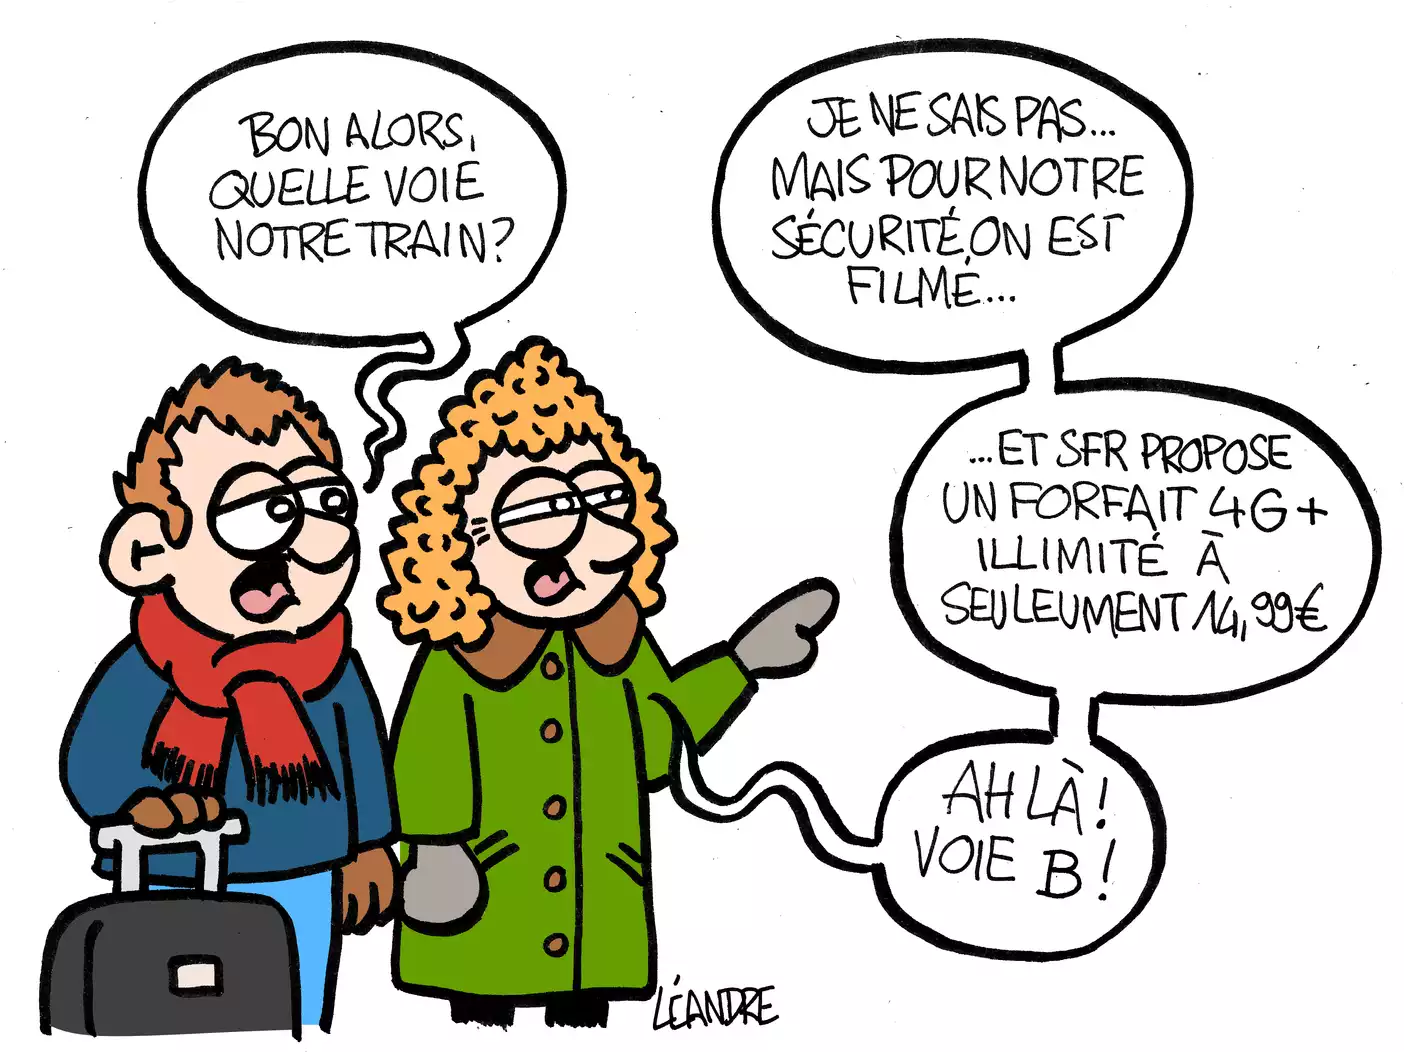 BON ALORS,
QUELLE VOIE
NOTRE TRAIN?
JE NE SAIS PAS...
MAIS POUR NOTRE
SÉCURITÉ, ON EST
FILMÉ...
...ET SFR PROPOSE
UN FORFAIT 4G+
ILLIMITÉ À
SEULEUMENT 14,99€
AH LÀ!
VOIE B!
LÉANDRE